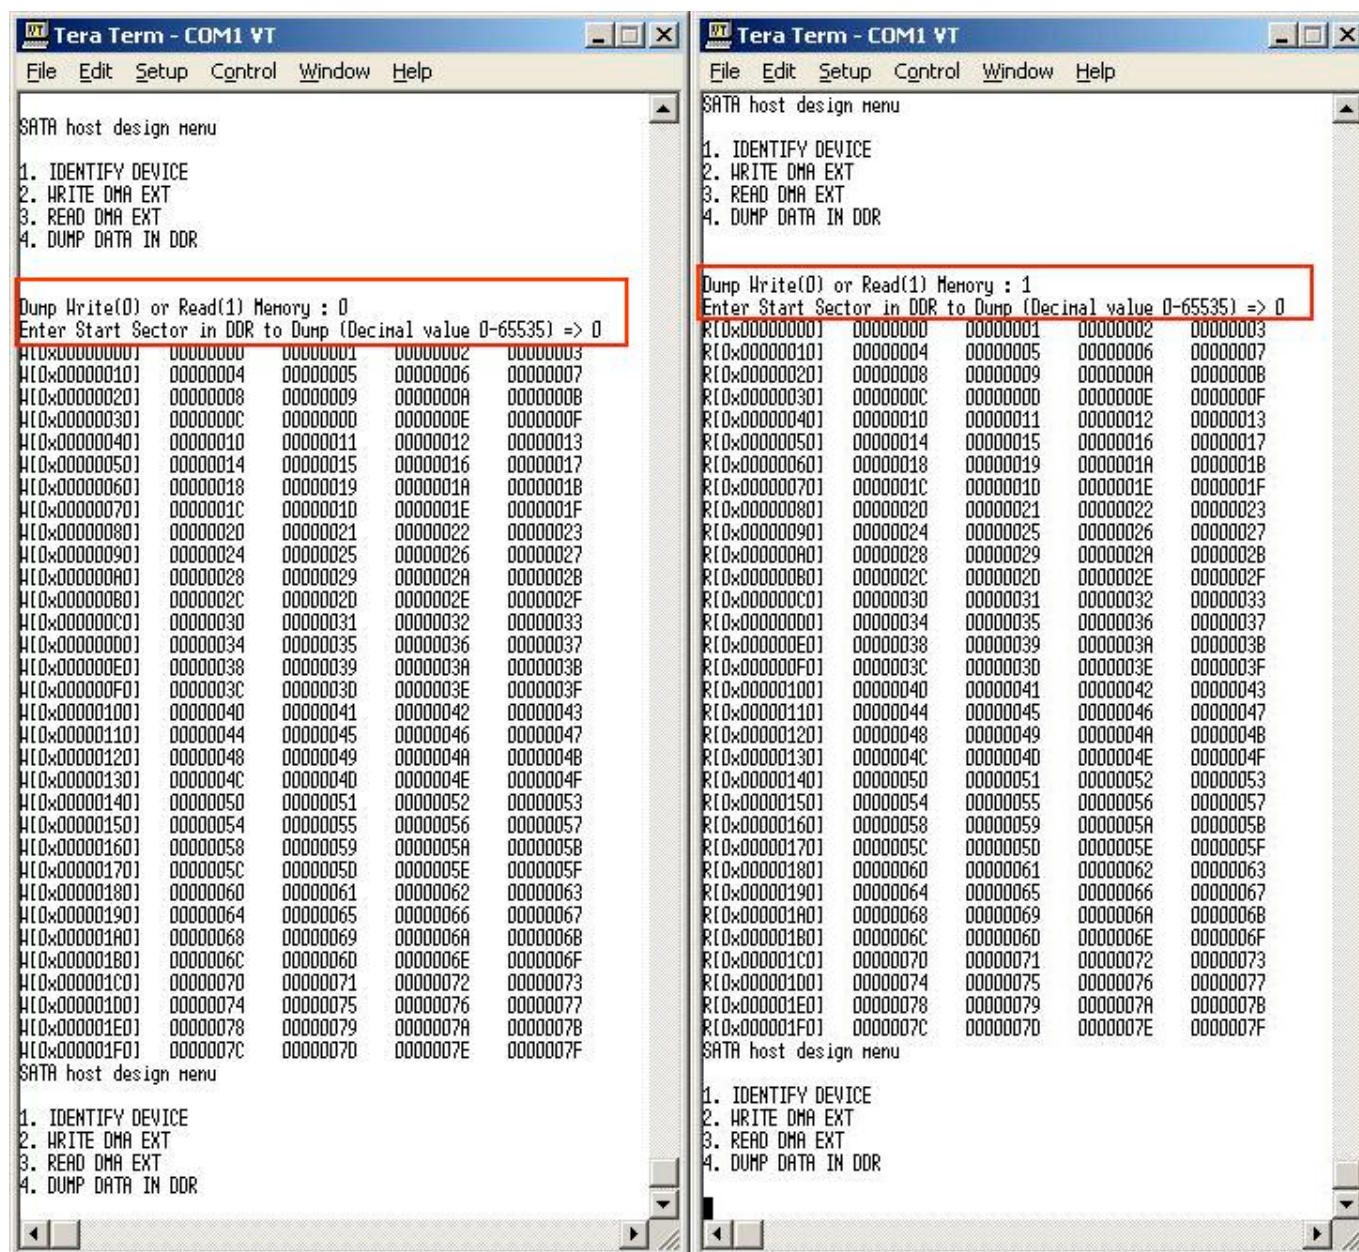 Tera Term - COM1 VT
File Edit Setup Control Window Help
SATA host design menu
1. IDENTIFY DEVICE
2. WRITE DMA EXT
3. READ DMA EXT
4. DUMP DATA IN DDR
Dump Write(0) or Read(1) Memory : 0
Enter Start Sector in DDR to Dump (Decimal value 0-65535) => 0
W[0x00000000] 00000000 00000001 00000002 00000003
W[0x00000010] 00000004 00000005 00000006 00000007
W[0x00000020] 00000008 00000009 0000000A 0000000B
W[0x00000030] 0000000C 0000000D 0000000E 0000000F
W[0x00000040] 00000010 00000011 00000012 00000013
W[0x00000050] 00000014 00000015 00000016 00000017
W[0x00000060] 00000018 00000019 0000001A 0000001B
W[0x00000070] 0000001C 0000001D 0000001E 0000001F
W[0x00000080] 00000020 00000021 00000022 00000023
W[0x00000090] 00000024 00000025 00000026 00000027
W[0x000000A0] 00000028 00000029 0000002A 0000002B
W[0x000000B0] 0000002C 0000002D 0000002E 0000002F
W[0x000000C0] 00000030 00000031 00000032 00000033
W[0x000000D0] 00000034 00000035 00000036 00000037
W[0x000000E0] 00000038 00000039 0000003A 0000003B
W[0x000000F0] 0000003C 0000003D 0000003E 0000003F
W[0x00000100] 00000040 00000041 00000042 00000043
W[0x00000110] 00000044 00000045 00000046 00000047
W[0x00000120] 00000048 00000049 0000004A 0000004B
W[0x00000130] 0000004C 0000004D 0000004E 0000004F
W[0x00000140] 00000050 00000051 00000052 00000053
W[0x00000150] 00000054 00000055 00000056 00000057
W[0x00000160] 00000058 00000059 0000005A 0000005B
W[0x00000170] 0000005C 0000005D 0000005E 0000005F
W[0x00000180] 00000060 00000061 00000062 00000063
W[0x00000190] 00000064 00000065 00000066 00000067
W[0x000001A0] 00000068 00000069 0000006A 0000006B
W[0x000001B0] 0000006C 0000006D 0000006E 0000006F
W[0x000001C0] 00000070 00000071 00000072 00000073
W[0x000001D0] 00000074 00000075 00000076 00000077
W[0x000001E0] 00000078 00000079 0000007A 0000007B
W[0x000001F0] 0000007C 0000007D 0000007E 0000007F
SATA host design menu
1. IDENTIFY DEVICE
2. WRITE DMA EXT
3. READ DMA EXT
4. DUMP DATA IN DDR
Tera Term - COM1 VT
File Edit Setup Control Window Help
SATA host design menu
1. IDENTIFY DEVICE
2. WRITE DMA EXT
3. READ DMA EXT
4. DUMP DATA IN DDR
Dump Write(0) or Read(1) Memory : 1
Enter Start Sector in DDR to Dump (Decimal value 0-65535) => 0
R[0x00000000] 00000000 00000001 00000002 00000003
R[0x00000010] 00000004 00000005 00000006 00000007
R[0x00000020] 00000008 00000009 0000000A 0000000B
R[0x00000030] 0000000C 0000000D 0000000E 0000000F
R[0x00000040] 00000010 00000011 00000012 00000013
R[0x00000050] 00000014 00000015 00000016 00000017
R[0x00000060] 00000018 00000019 0000001A 0000001B
R[0x00000070] 0000001C 0000001D 0000001E 0000001F
R[0x00000080] 00000020 00000021 00000022 00000023
R[0x00000090] 00000024 00000025 00000026 00000027
R[0x000000A0] 00000028 00000029 0000002A 0000002B
R[0x000000B0] 0000002C 0000002D 0000002E 0000002F
R[0x000000C0] 00000030 00000031 00000032 00000033
R[0x000000D0] 00000034 00000035 00000036 00000037
R[0x000000E0] 00000038 00000039 0000003A 0000003B
R[0x000000F0] 0000003C 0000003D 0000003E 0000003F
R[0x00000100] 00000040 00000041 00000042 00000043
R[0x00000110] 00000044 00000045 00000046 00000047
R[0x00000120] 00000048 00000049 0000004A 0000004B
R[0x00000130] 0000004C 0000004D 0000004E 0000004F
R[0x00000140] 00000050 00000051 00000052 00000053
R[0x00000150] 00000054 00000055 00000056 00000057
R[0x00000160] 00000058 00000059 0000005A 0000005B
R[0x00000170] 0000005C 0000005D 0000005E 0000005F
R[0x00000180] 00000060 00000061 00000062 00000063
R[0x00000190] 00000064 00000065 00000066 00000067
R[0x000001A0] 00000068 00000069 0000006A 0000006B
R[0x000001B0] 0000006C 0000006D 0000006E 0000006F
R[0x000001C0] 00000070 00000071 00000072 00000073
R[0x000001D0] 00000074 00000075 00000076 00000077
R[0x000001E0] 00000078 00000079 0000007A 0000007B
R[0x000001F0] 0000007C 0000007D 0000007E 0000007F
SATA host design menu
1. IDENTIFY DEVICE
2. WRITE DMA EXT
3. READ DMA EXT
4. DUMP DATA IN DDR